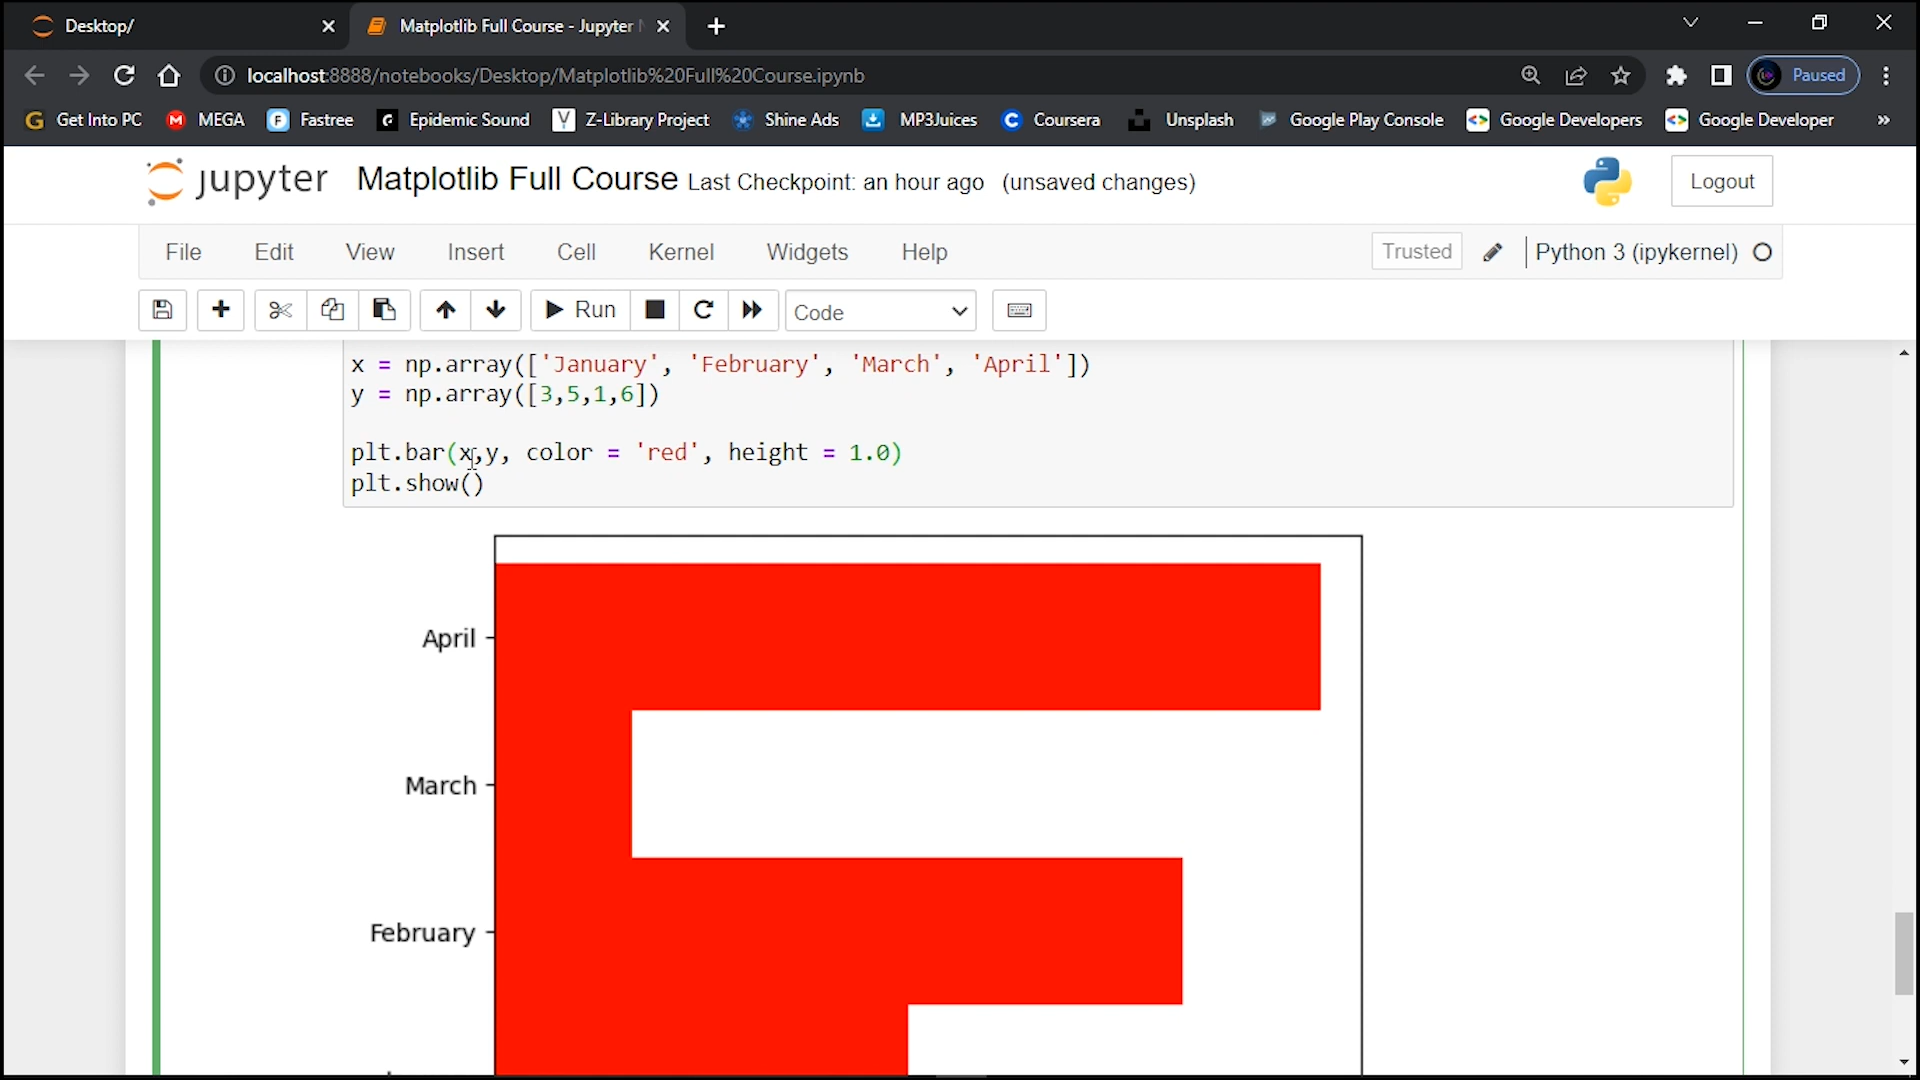 Desktop/
Matplotlib Full Course - Jupyter
localhost:8888/notebooks/Desktop/Matplotlib%20Full%20Course.ipynb
Paused
Get Into PC
MEGA
Fastree
Epidemic Sound
Z-Library Project
Shine Ads
MP3Juices
Coursera
Unsplash
Google Play Console
Google Developers
Google Developer
»
jupyter
Matplotlib Full Course
Last Checkpoint: an hour ago (unsaved changes)
Logout
File
Edit
View
Insert
Cell
Kernel
Widgets
Help
Trusted
Python 3 (ipykernel)
Run
Code
x = np.array(['January', 'February', 'March', 'April'])
y = np.array([3,5,1,6])
plt.bar(x,y, color = 'red', height = 1.0)
plt.show()
April
March
February